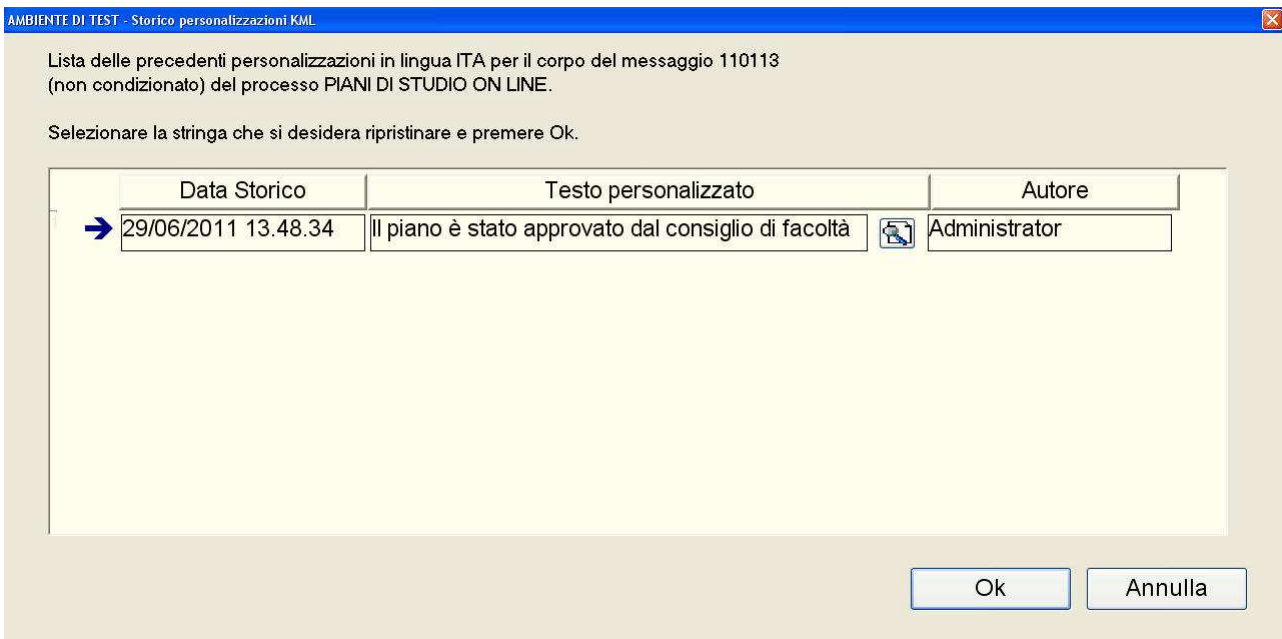 AMBIENTE DI TEST - Storico personalizzazioni KML
Lista delle precedenti personalizzazioni in lingua ITA per il corpo del messaggio 110113
(non condizionato) del processo PIANI DI STUDIO ON LINE.
Selezionare la stringa che si desidera ripristinare e premere Ok.
Data Storico Testo personalizzato Autore
29/06/2011 13.48.34 Il piano è stato approvato dal consiglio di facoltà Administrator
Ok Annulla